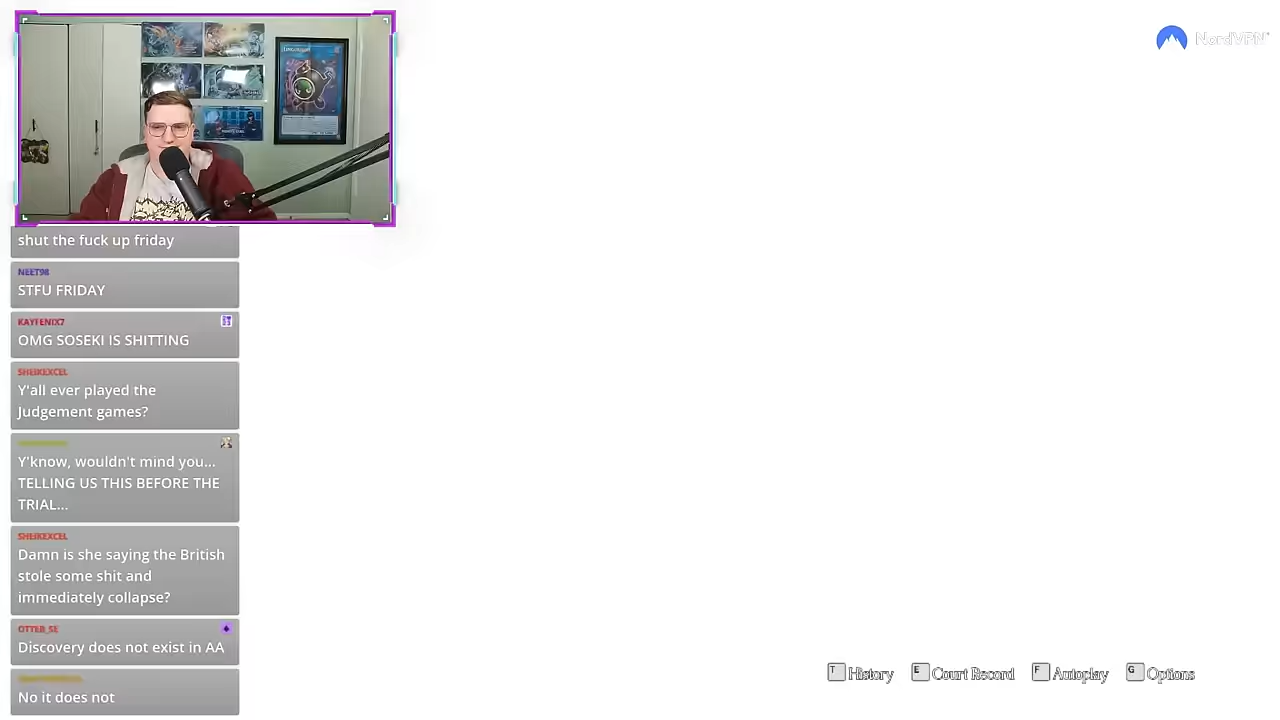 NordVPN
shut the fuck up friday
NEET98
STFU FRIDAY
KAYFENIX7
OMG SOSEKI IS SHITTING
SHEIKEXCEL
Y'all ever played the
Judgement games?
Y'know, wouldn't mind you...
TELLING US THIS BEFORE THE
TRIAL...
SHEIKEXCEL
Damn is she saying the British
stole some shit and
immediately collapse?
OTTER_SE
Discovery does not exist in AA
No it does not
T History E Court Record F Autoplay G Options